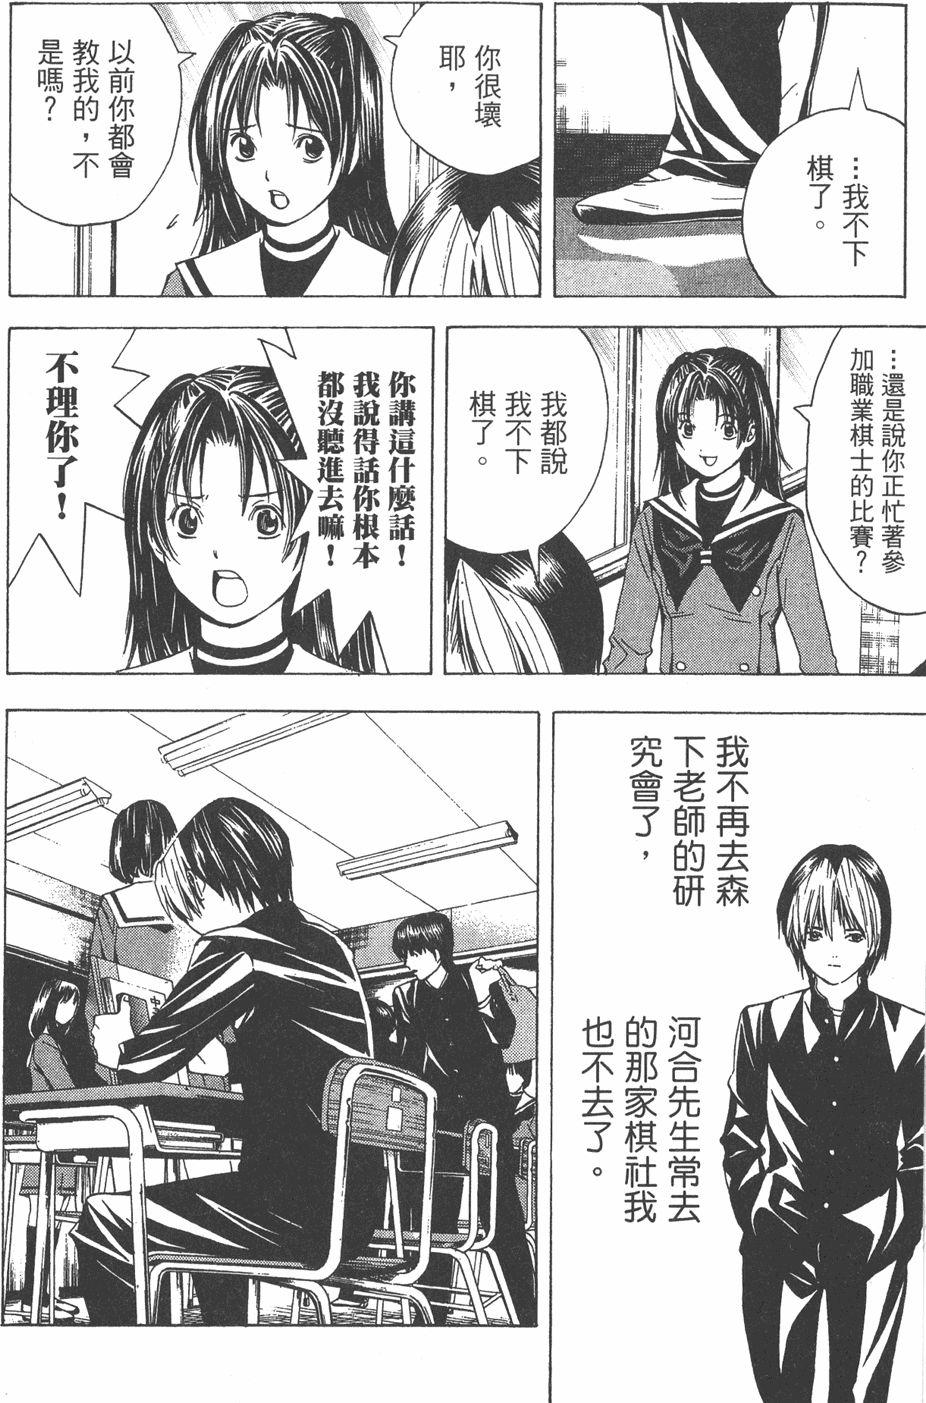 …我不下
棋了。
你很壞
耶，
以前你都會
教我的，不
是嗎？
…還是說你正忙著參
加職業棋士的比賽？
我都說
我不下
棋了。
你講這什麼話！
我說得話你根本
都沒聽進去嘛！
不理你了！
我不再去森
下老師的研
究會了，
河合先生常去
的那家棋社我
也不去了。